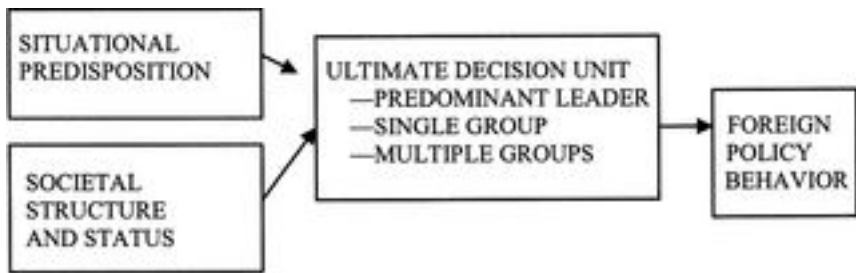 SITUATIONAL
PREDISPOSITION
SOCIETAL
STRUCTURE
AND STATUS
ULTIMATE DECISION UNIT
—PREDOMINANT LEADER
—SINGLE GROUP
—MULTIPLE GROUPS
FOREIGN
POLICY
BEHAVIOR